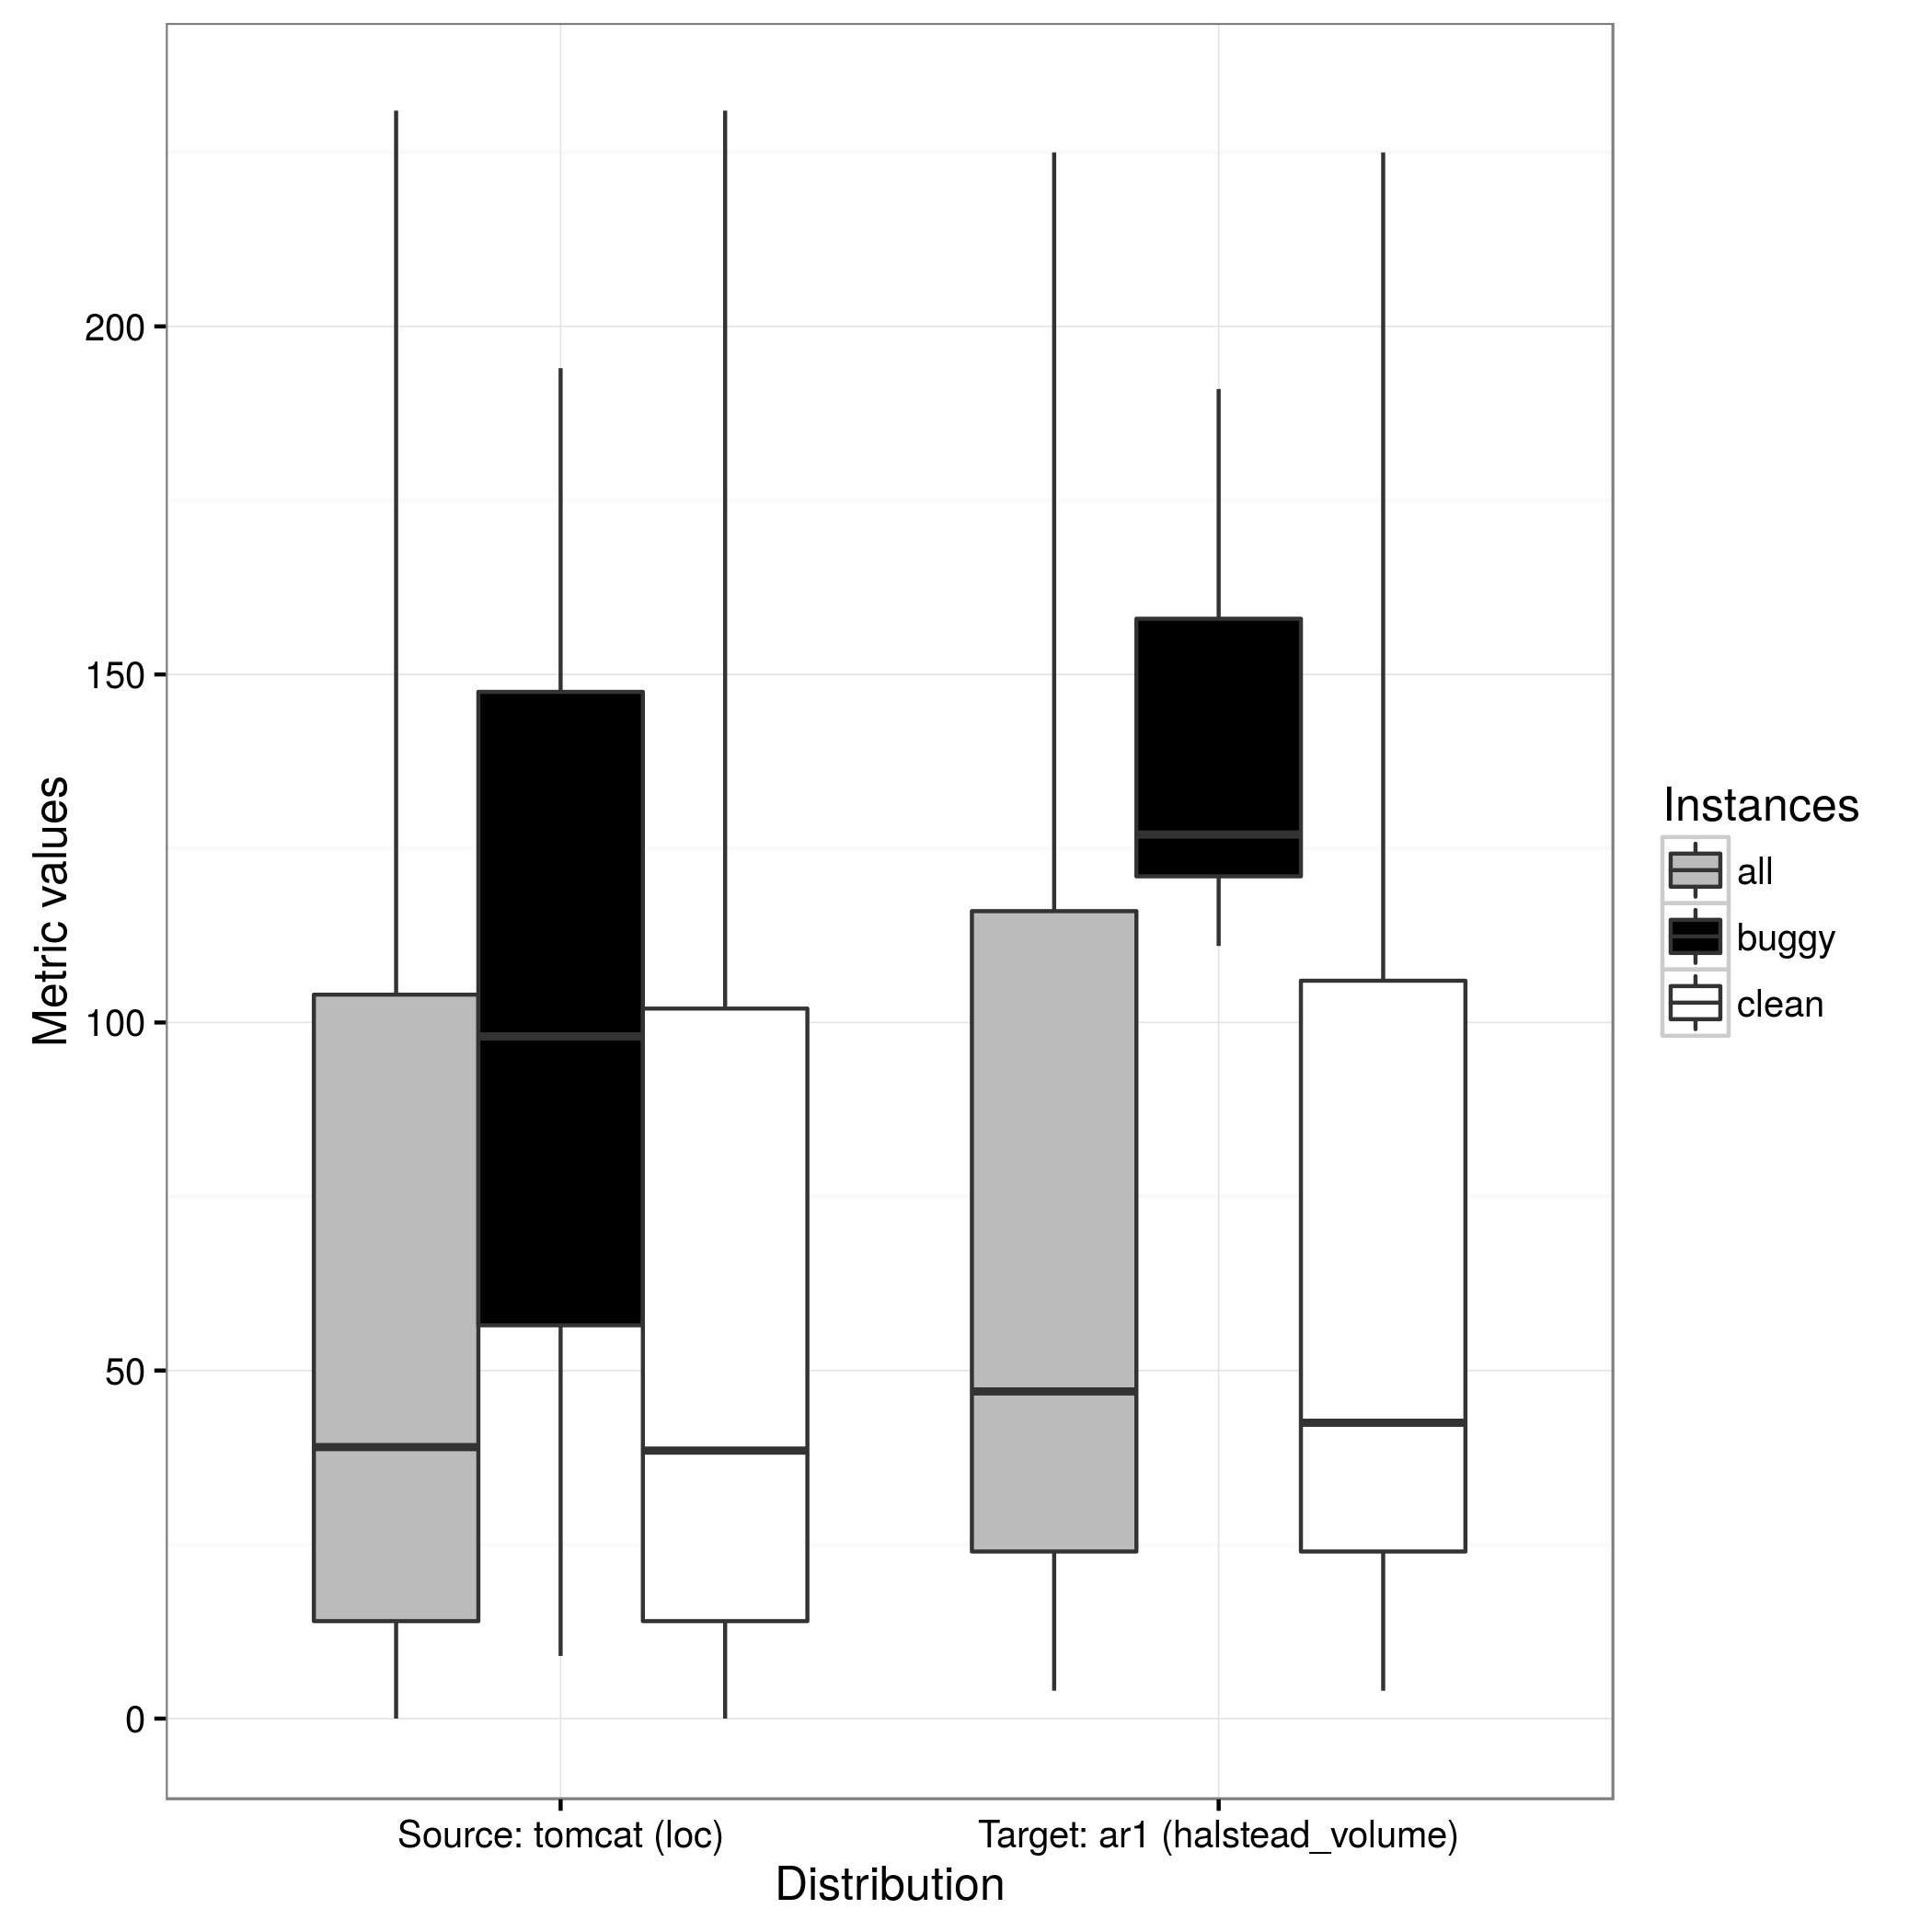 Metric values
200
150
100
50
0
Source: tomcat (loc)
Target: ar1 (halstead_volume)
Distribution
Instances
all
buggy
clean